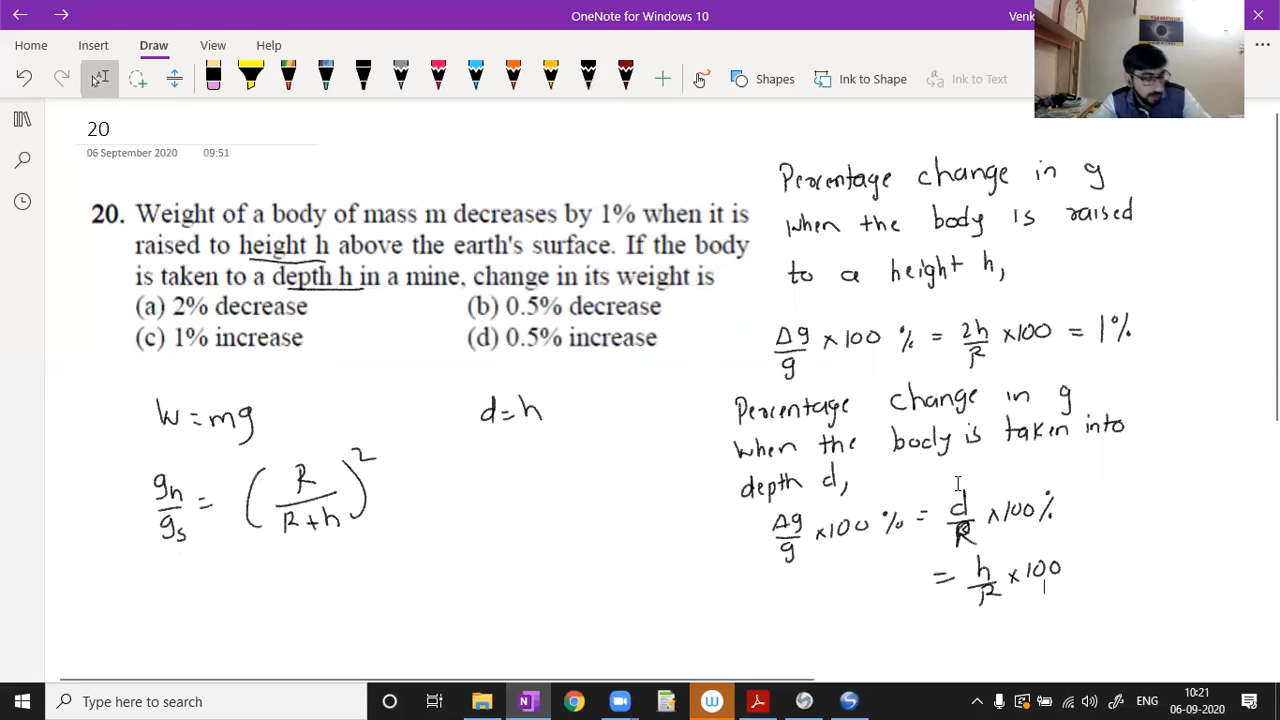 OneNote for Windows 10
Venk
Home Insert Draw View Help
Shapes
Ink to Shape
Ink to Text
20
06 September 2020 09:51
20. Weight of a body of mass m decreases by 1% when it is
raised to height h above the earth's surface. If the body
is taken to a depth h in a mine, change in its weight is
(a) 2% decrease (b) 0.5% decrease
(c) 1% increase (d) 0.5% increase
W = mg
d = h
g_h/g_s = (R/(R+h))^2
Percentage change in g
when the body is raised
to a height h,
Δg/g × 100 % = 2h/R × 100 = 1%
Percentage change in g
when the body is taken into
depth d,
Δg/g × 100 % = d/R × 100 %
= h/R × 100
Type here to search
ENG
10:21
06-09-2020